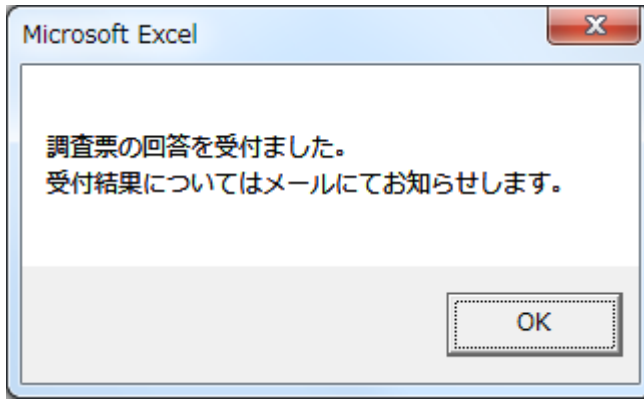 Microsoft Excel
調査票の回答を受付ました。
受付結果についてはメールにてお知らせします。
OK